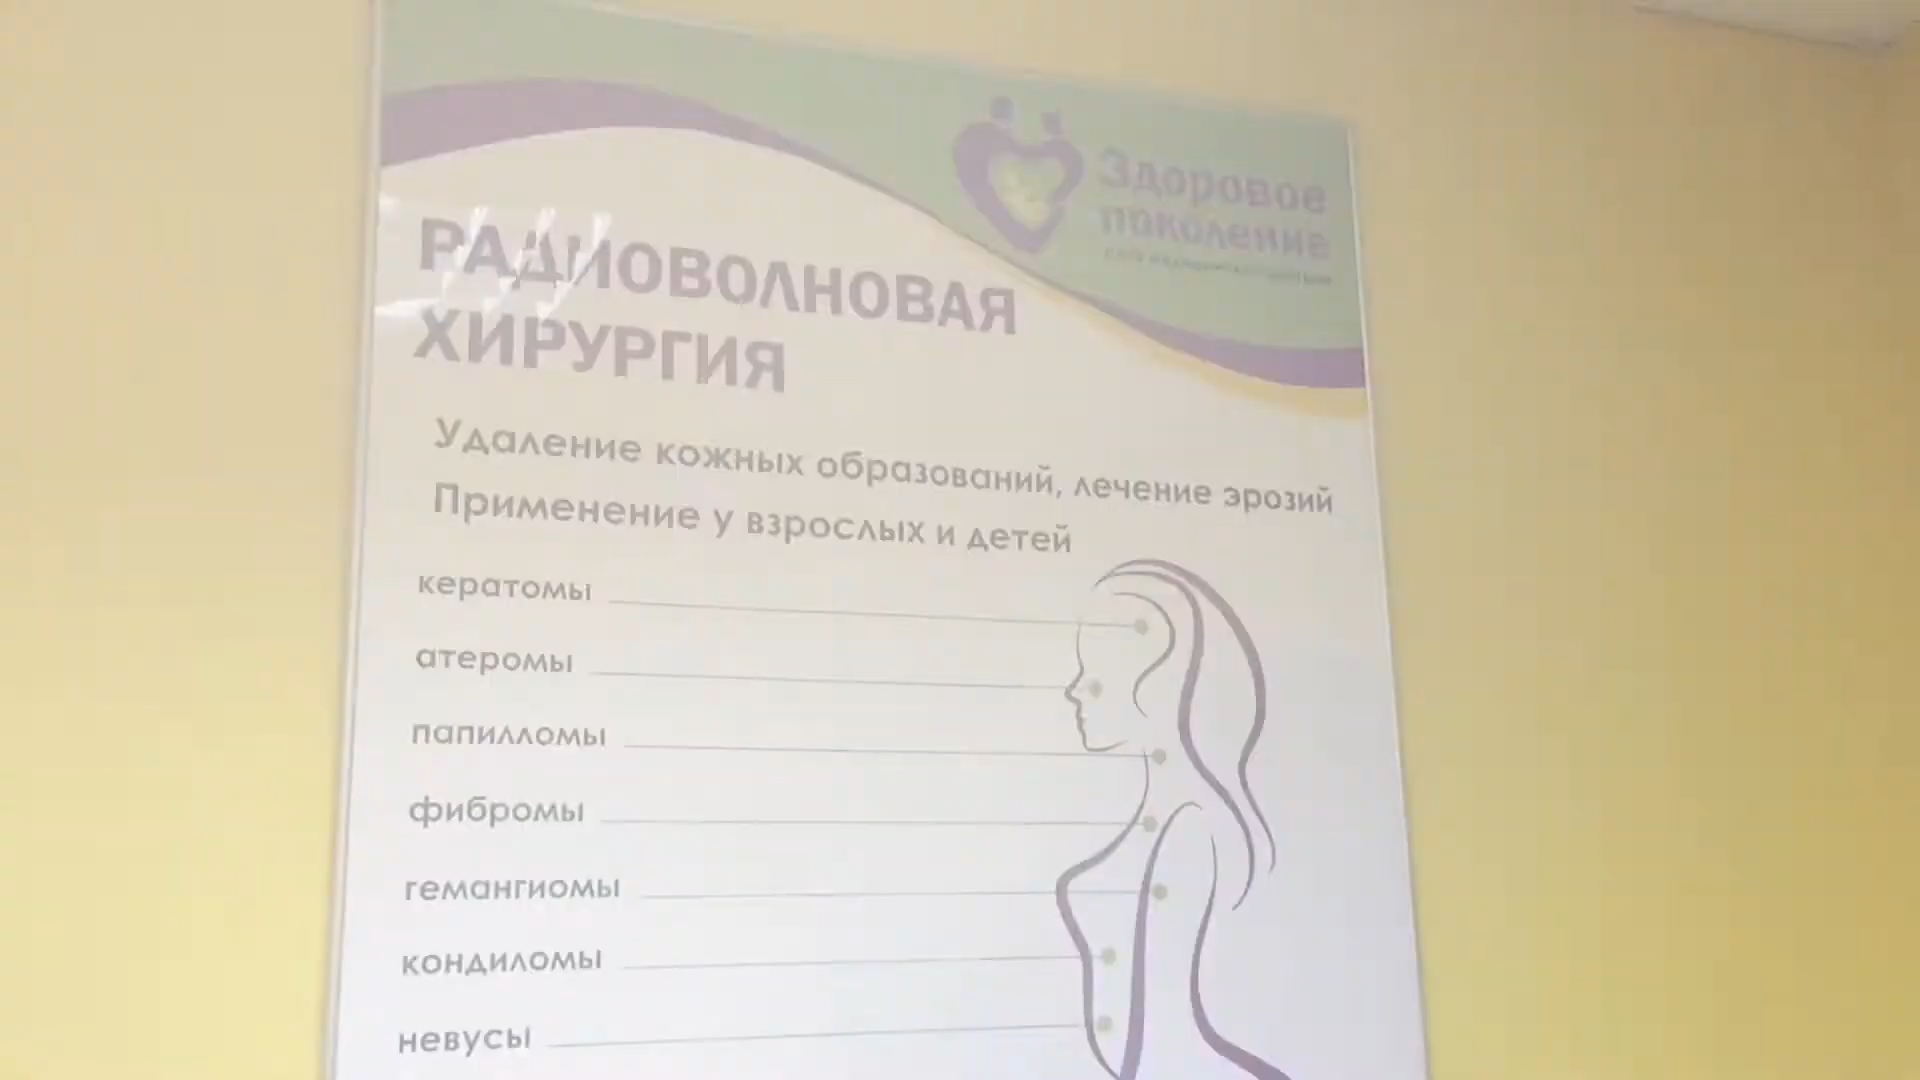 Здоровое
поколение
РАДИОВОЛНОВАЯ
ХИРУРГИЯ
Удаление кожных образований, лечение эрозий
Применение у взрослых и детей
кератомы
атеромы
папилломы
фибромы
гемангиомы
кондиломы
невусы